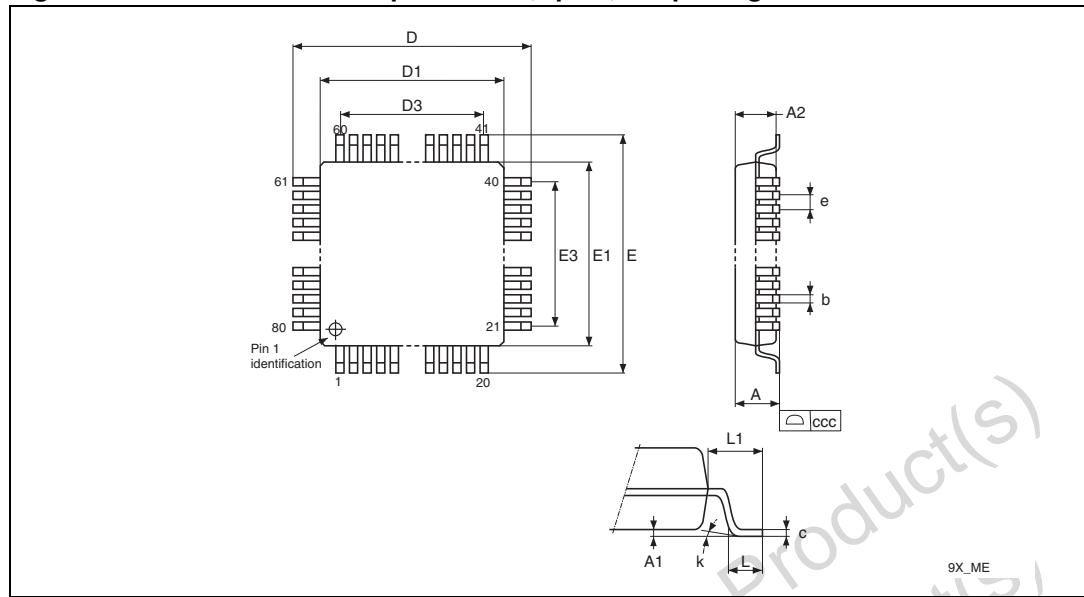 D
D1
D3
A2
60
41
61
40
e
E3
E1
E
b
80
21
Pin 1
identification
1
20
A
ccc
L1
c
A1
k
L
Product(s)
9X_ME